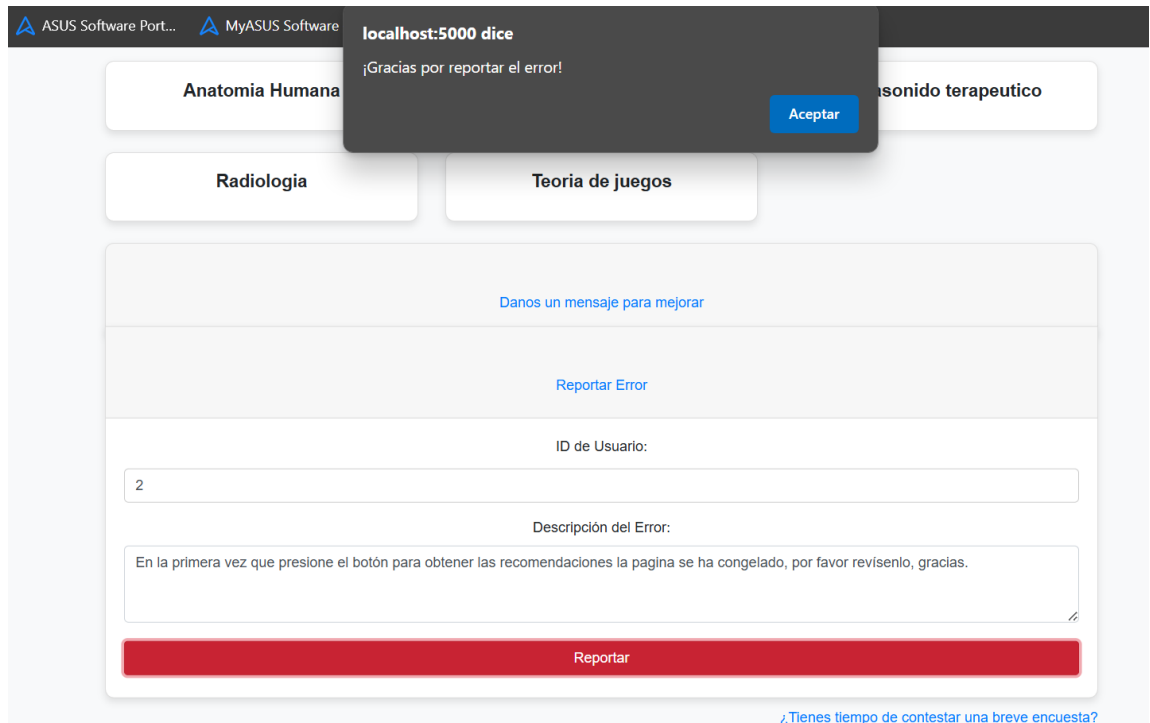 ASUS Software Port...
MyASUS Software
localhost:5000 dice
¡Gracias por reportar el error!
Aceptar
Anatomia Humana
terapeutico
Radiologia
Teoria de juegos
Danos un mensaje para mejorar
Reportar Error
ID de Usuario:
2
Descripción del Error:
En la primera vez que presione el botón para obtener las recomendaciones la pagina se ha congelado, por favor revísenlo, gracias.
Reportar
¿Tienes tiempo de contestar una breve encuesta?